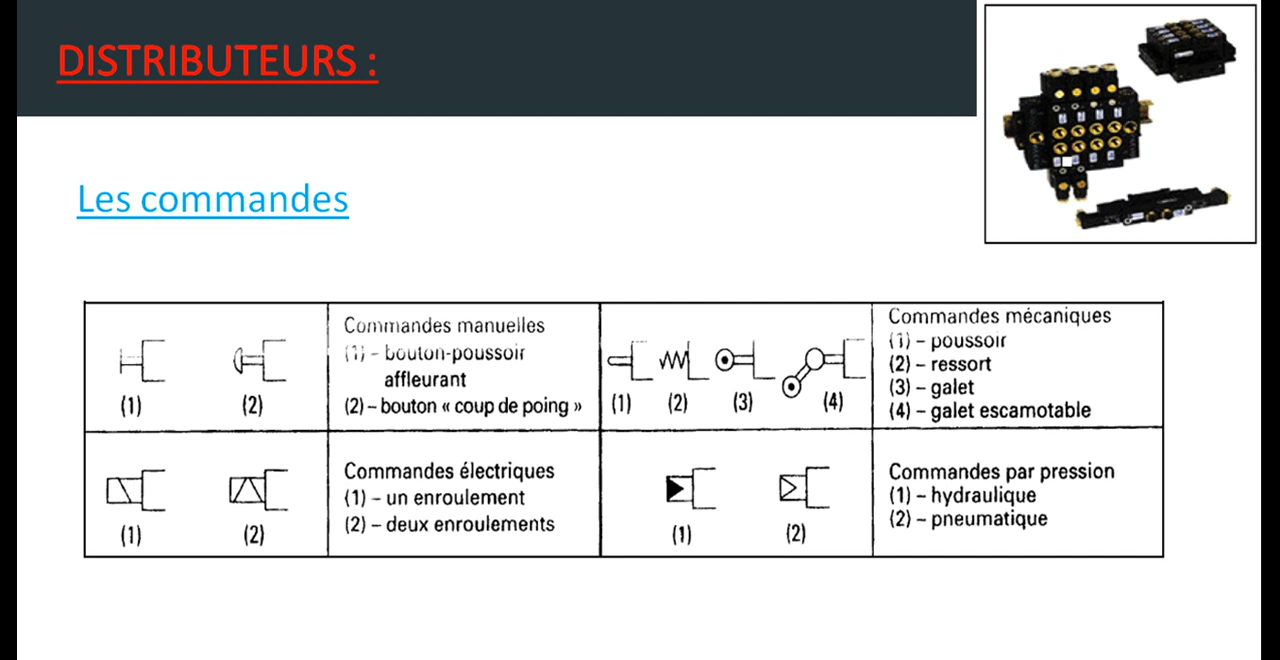 DISTRIBUTEURS :
Les commandes
(1) (2)
Commandes manuelles
(1) – bouton-poussoir
affleurant
(2) – bouton « coup de poing »
(1) (2) (3) (4)
Commandes mécaniques
(1) – poussoir
(2) – ressort
(3) – galet
(4) – galet escamotable
(1) (2)
Commandes électriques
(1) – un enroulement
(2) – deux enroulements
(1) (2)
Commandes par pression
(1) – hydraulique
(2) – pneumatique